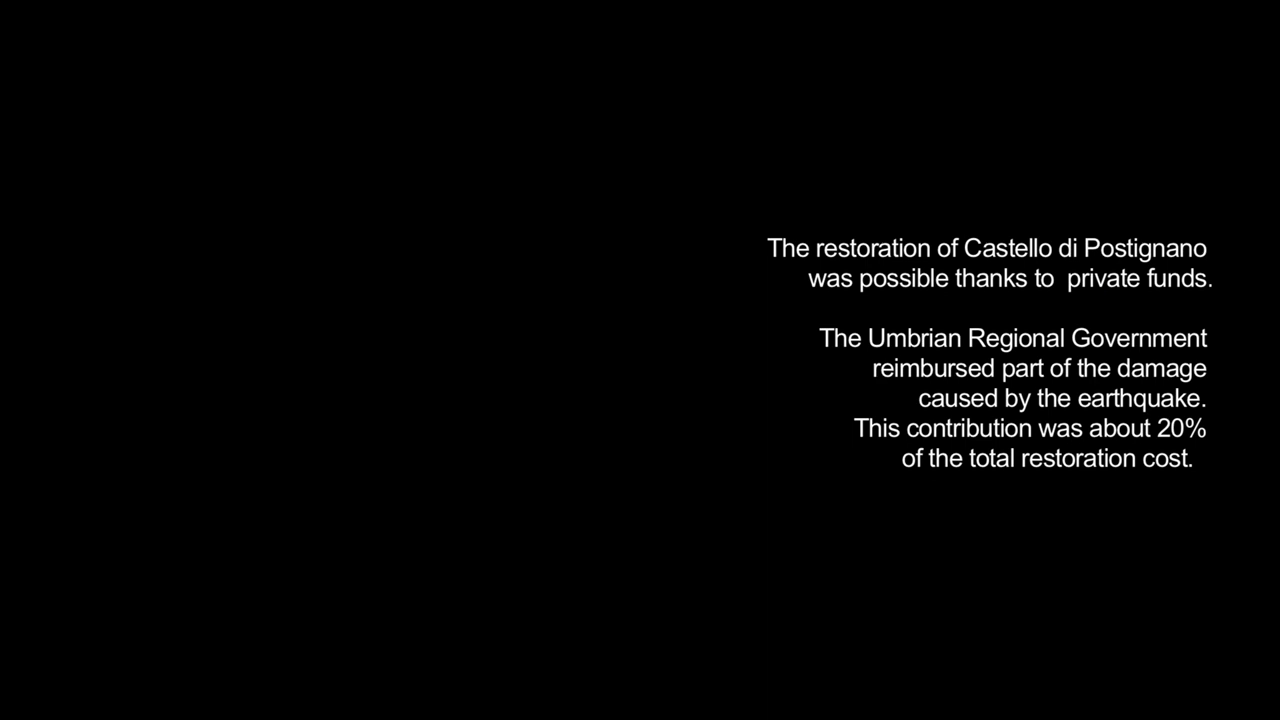 The restoration of Castello di Postignano
was possible thanks to  private funds.
The Umbrian Regional Government
reimbursed part of the damage
caused by the earthquake.
This contribution was about 20%
of the total restoration cost.